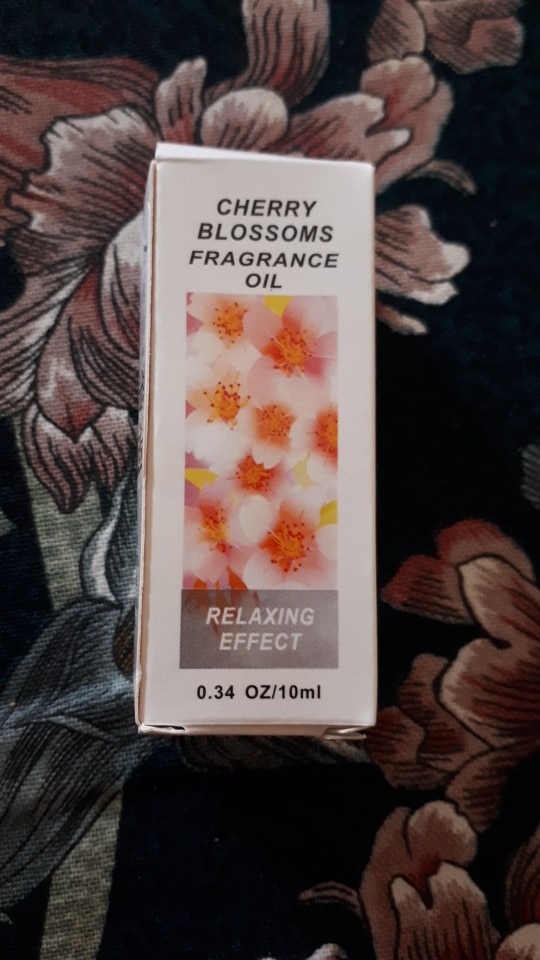 CHERRY
BLOSSOMS
FRAGRANCE
OIL
RELAXING
EFFECT
0.34 OZ/10ml